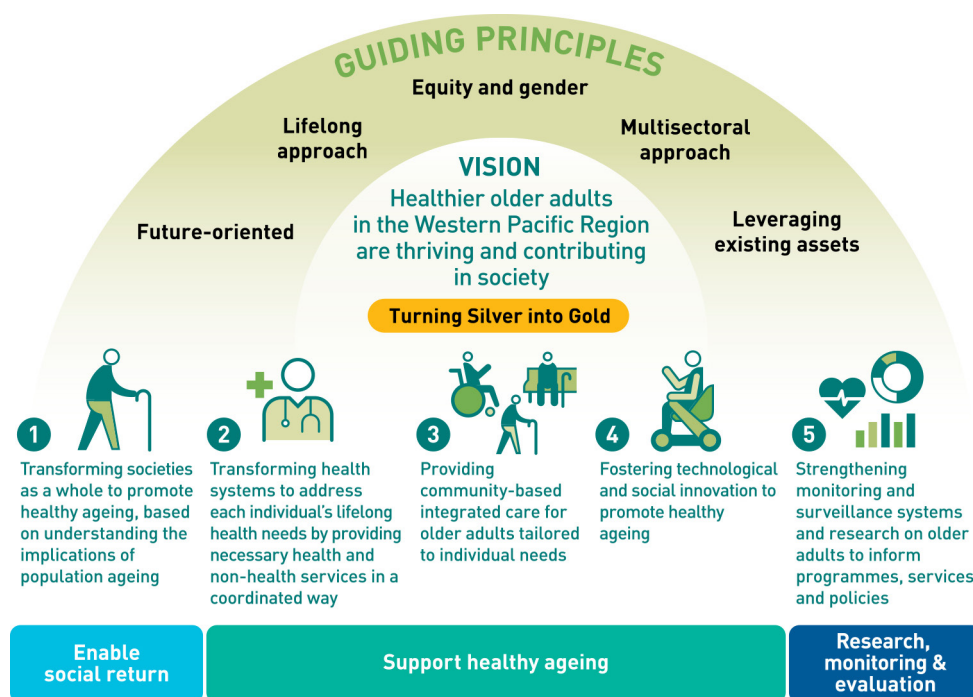 GUIDING PRINCIPLES
Equity and gender
Lifelong
approach
Multisectoral
approach
Future-oriented
Leveraging
existing assets
VISION
Healthier older adults
in the Western Pacific Region
are thriving and contributing
in society
Turning Silver into Gold
1
Transforming societies
as a whole to promote
healthy ageing, based
on understanding the
implications of
population ageing
2
Transforming health
systems to address
each individual's lifelong
health needs by providing
necessary health and
non-health services in a
coordinated way
3
Providing
community-based
integrated care for
older adults tailored
to individual needs
4
Fostering technological
and social innovation to
promote healthy
ageing
5
Strengthening
monitoring and
surveillance systems
and research on older
adults to inform
programmes, services
and policies
Enable
social return
Support healthy ageing
Research,
monitoring &
evaluation